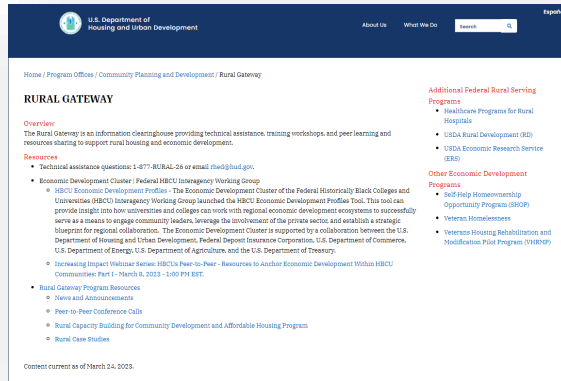 Españ
U.S. Department of
Housing and Urban Development
About Us
What We Do
Search
Home / Program Offices / Community Planning and Development / Rural Gateway
RURAL GATEWAY
Overview
The Rural Gateway is an information clearinghouse providing technical assistance, training workshops, and peer learning and
resources sharing to support rural housing and economic development.
Resources
Technical assistance questions: 1-877-RURAL-26 or email rhed@hud.gov.
Economic Development Cluster | Federal HBCU Interagency Working Group
HBCU Economic Development Profiles - The Economic Development Cluster of the Federal Historically Black Colleges and
Universities (HBCU) Interagency Working Group launched the HBCU Economic Development Profiles Tool. This tool can
provide insight into how universities and colleges can work with regional economic development ecosystems to successfully
serve as a means to engage community leaders, leverage the involvement of the private sector, and establish a strategic
blueprint for regional collaboration. The Economic Development Cluster is supported by a collaboration between the U.S.
Department of Housing and Urban Development, Federal Deposit Insurance Corporation, U.S. Department of Commerce,
U.S. Department of Energy, U.S. Department of Agriculture, and the U.S. Department of Treasury.
Increasing Impact Webinar Series: HBCUs Peer-to-Peer - Resources to Anchor Economic Development Within HBCU
Communities: Part I - March 8, 2023 - 1:00 PM EST.
Rural Gateway Program Resources
News and Announcements
Peer-to-Peer Conference Calls
Rural Capacity Building for Community Development and Affordable Housing Program
Rural Case Studies
Content current as of March 24, 2023.
Additional Federal Rural Serving
Programs
Healthcare Programs for Rural
Hospitals
USDA Rural Development (RD)
USDA Economic Research Service
(ERS)
Other Economic Development
Programs
Self-Help Homeownership
Opportunity Program (SHOP)
Veteran Homelessness
Veterans Housing Rehabilitation and
Modification Pilot Program (VHRMP)